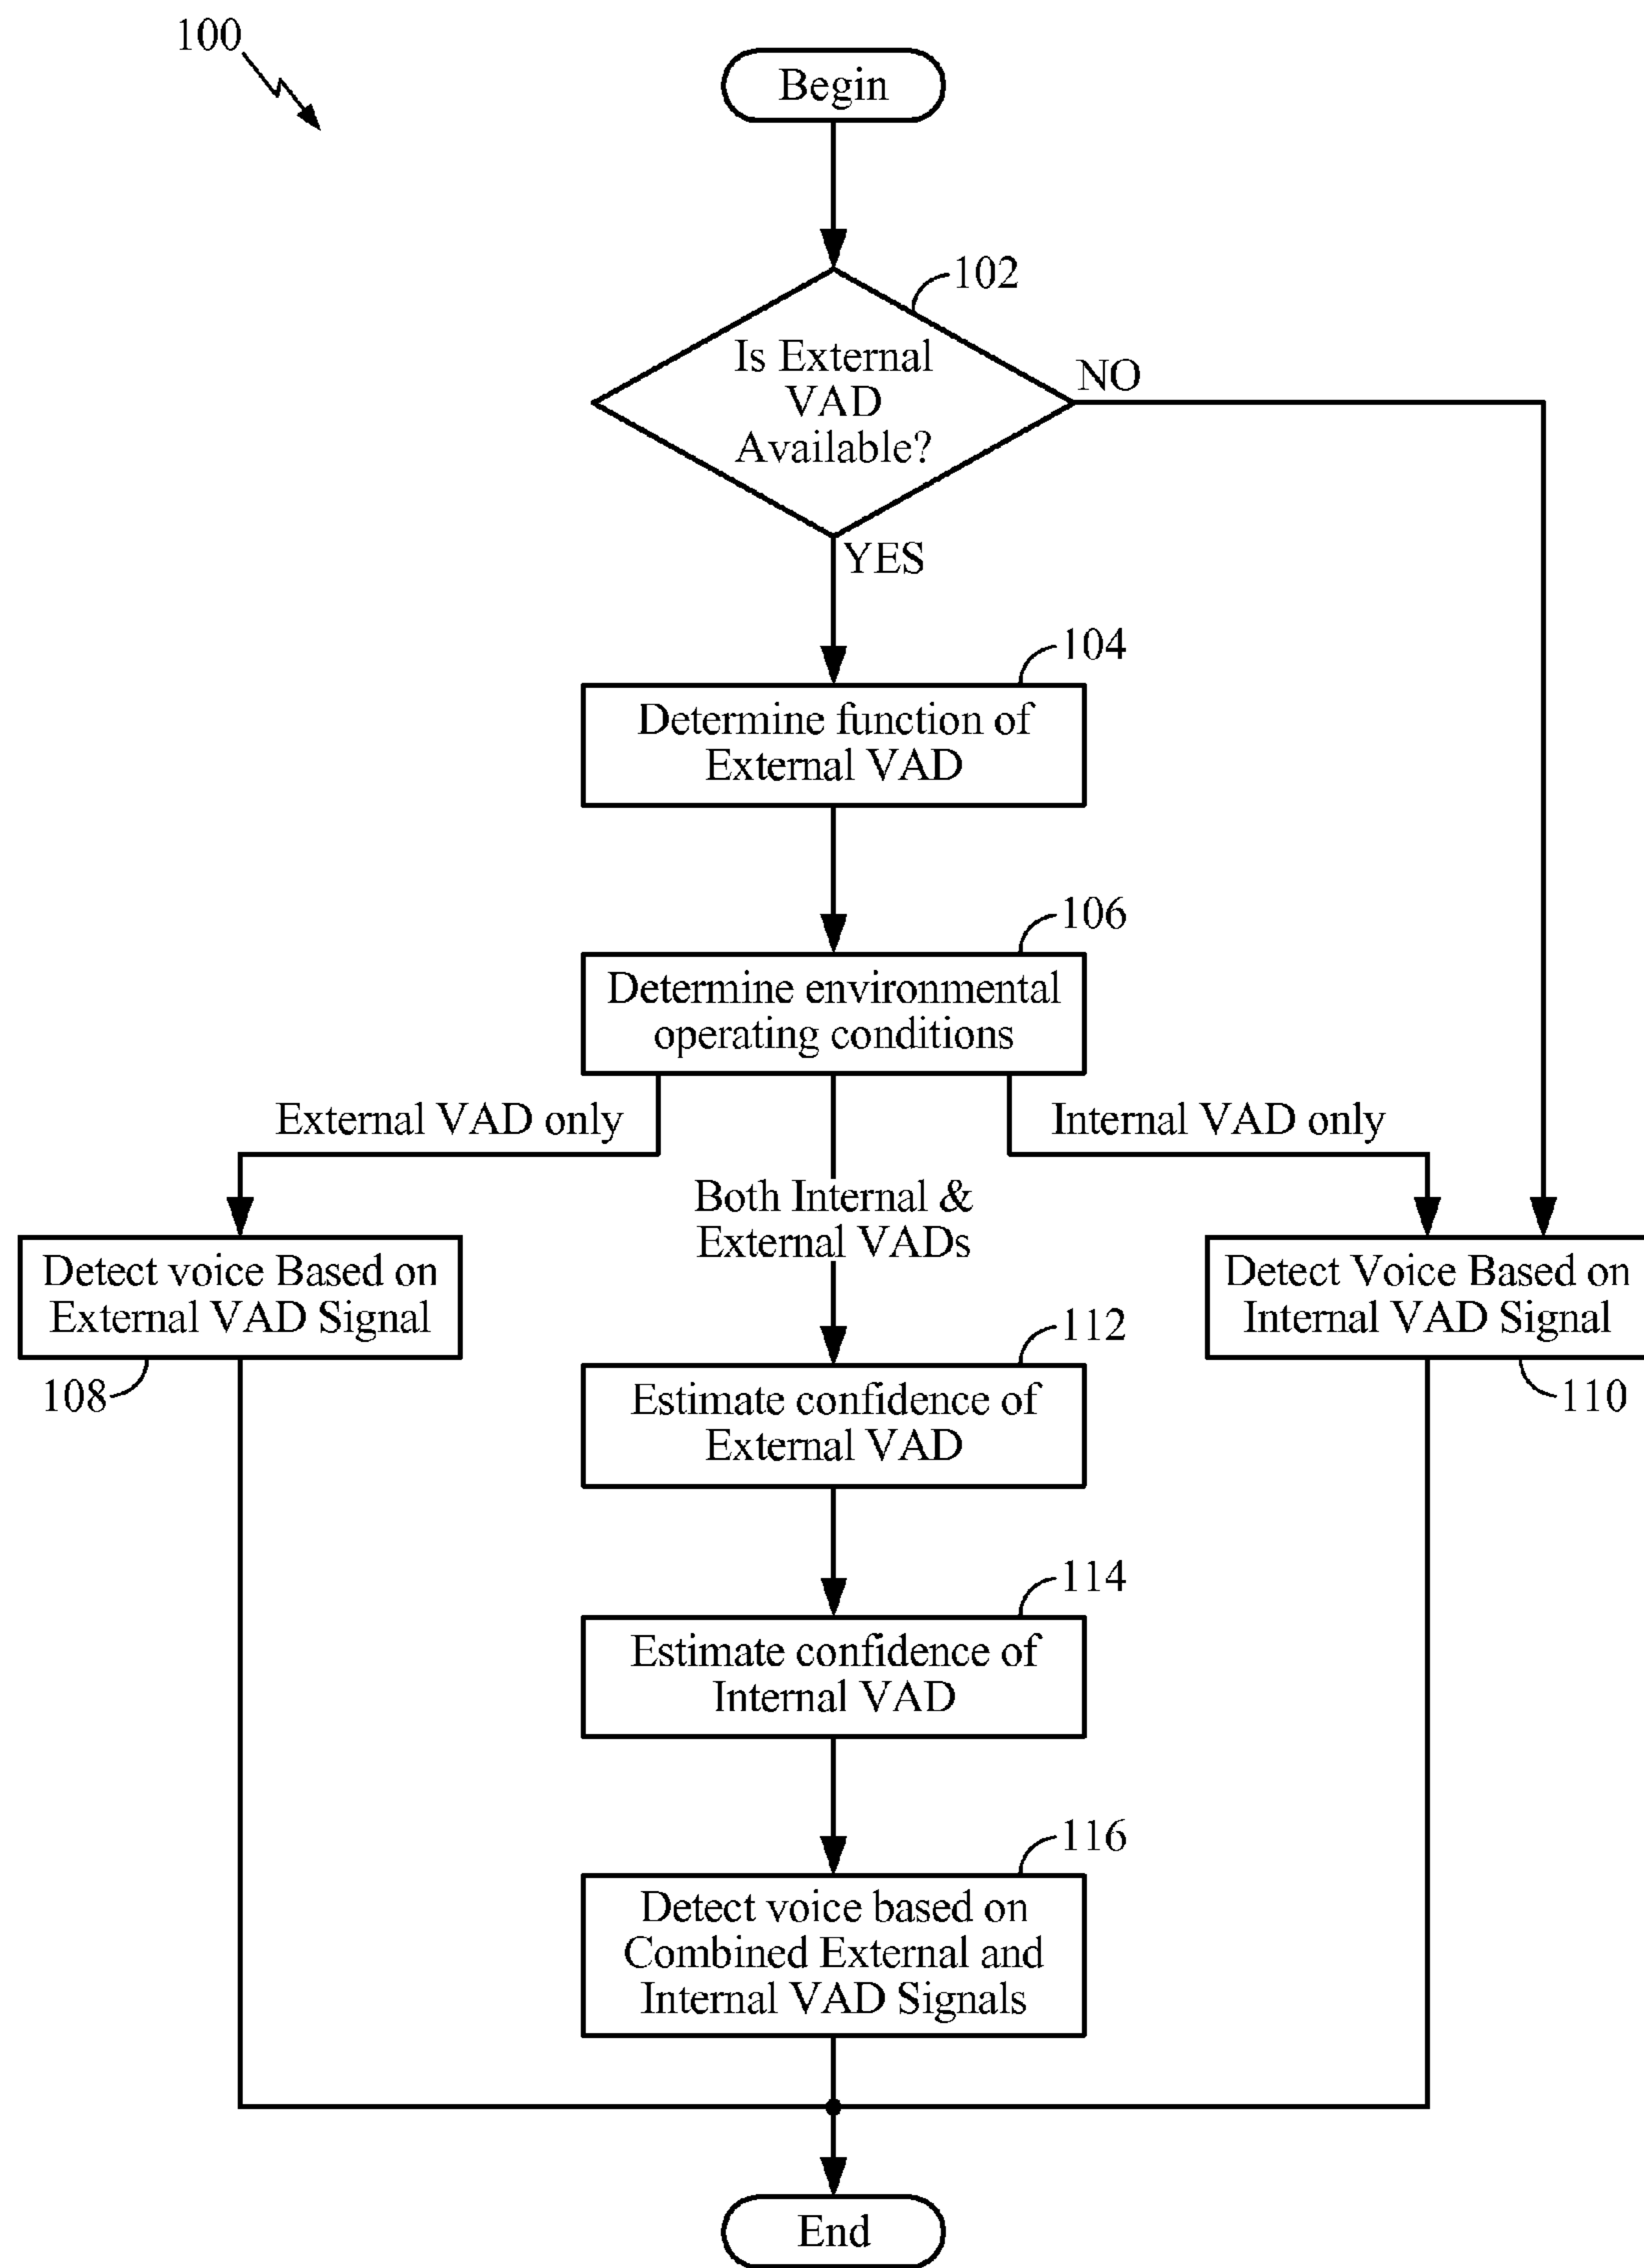 100
Begin
102
Is External
VAD
Available?
NO
YES
104
Determine function of
External VAD
106
Determine environmental
operating conditions
External VAD only
Internal VAD only
Both Internal &
External VADs
Detect voice Based on
External VAD Signal
108
Detect Voice Based on
Internal VAD Signal
110
112
Estimate confidence of
External VAD
114
Estimate confidence of
Internal VAD
116
Detect voice based on
Combined External and
Internal VAD Signals
End